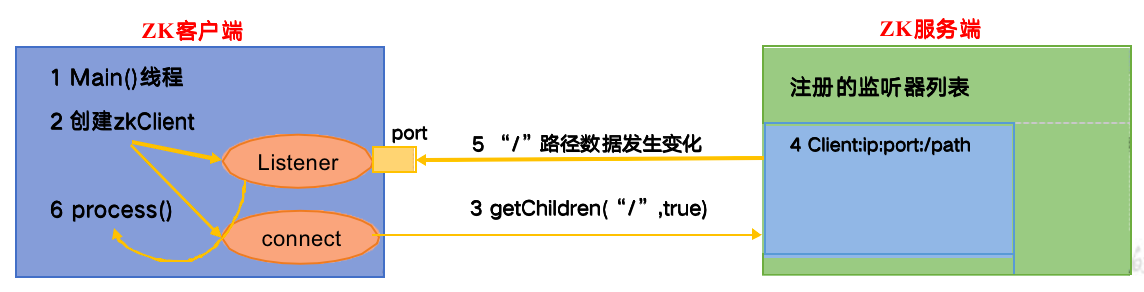 ZK客户端
ZK服务端
1 Main()线程
2 创建zkClient
Listener
port
6 process()
connect
5 “/”路径数据发生变化
3 getChildren(“/”,true)
注册的监听器列表
4 Client:ip:port:/path